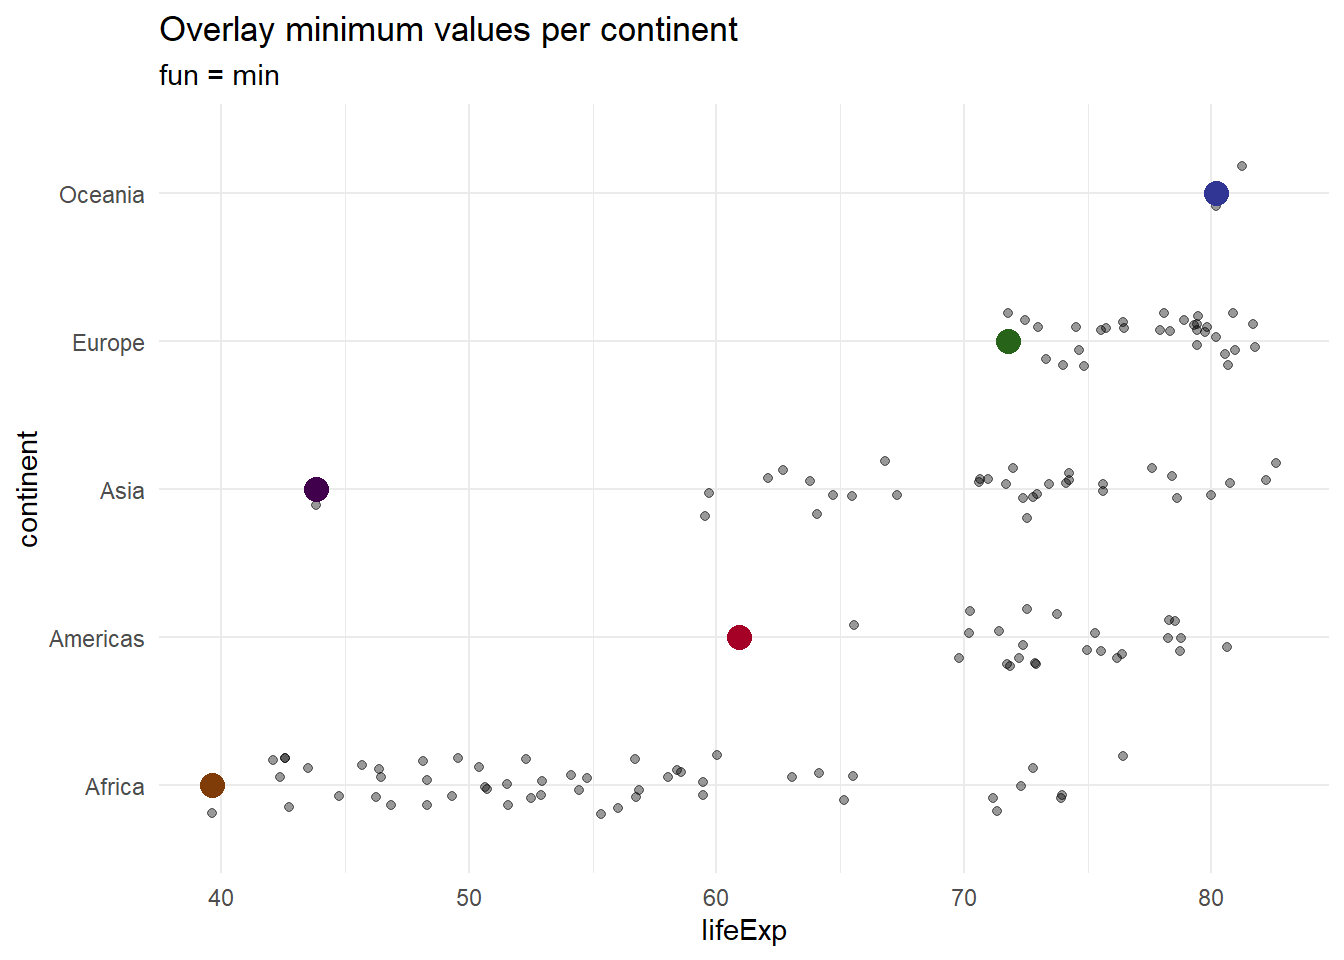 Overlay minimum values per continent
fun = min
Oceania
Europe
Asia
Americas
Africa
continent
40 50 60 70 80
lifeExp